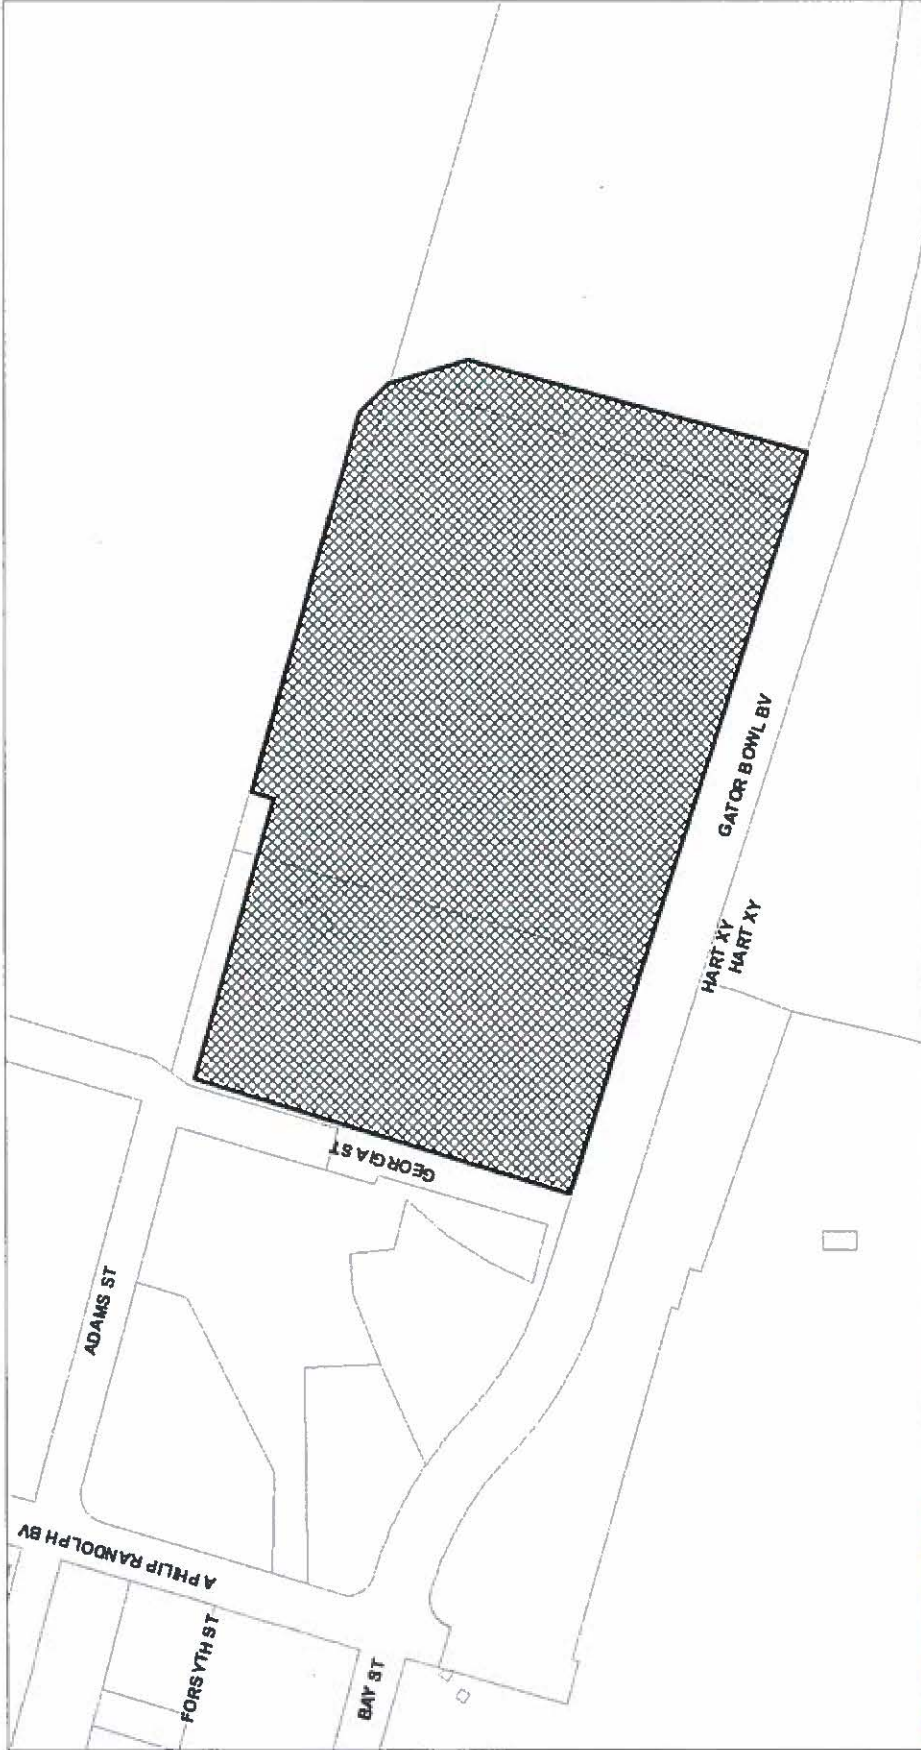 ADAMS ST
A PHILIP RANDOLPH BV
FORSYTH ST
BAY ST
GEORGIA ST
GATOR BOWL BV
HART XY
HART XY